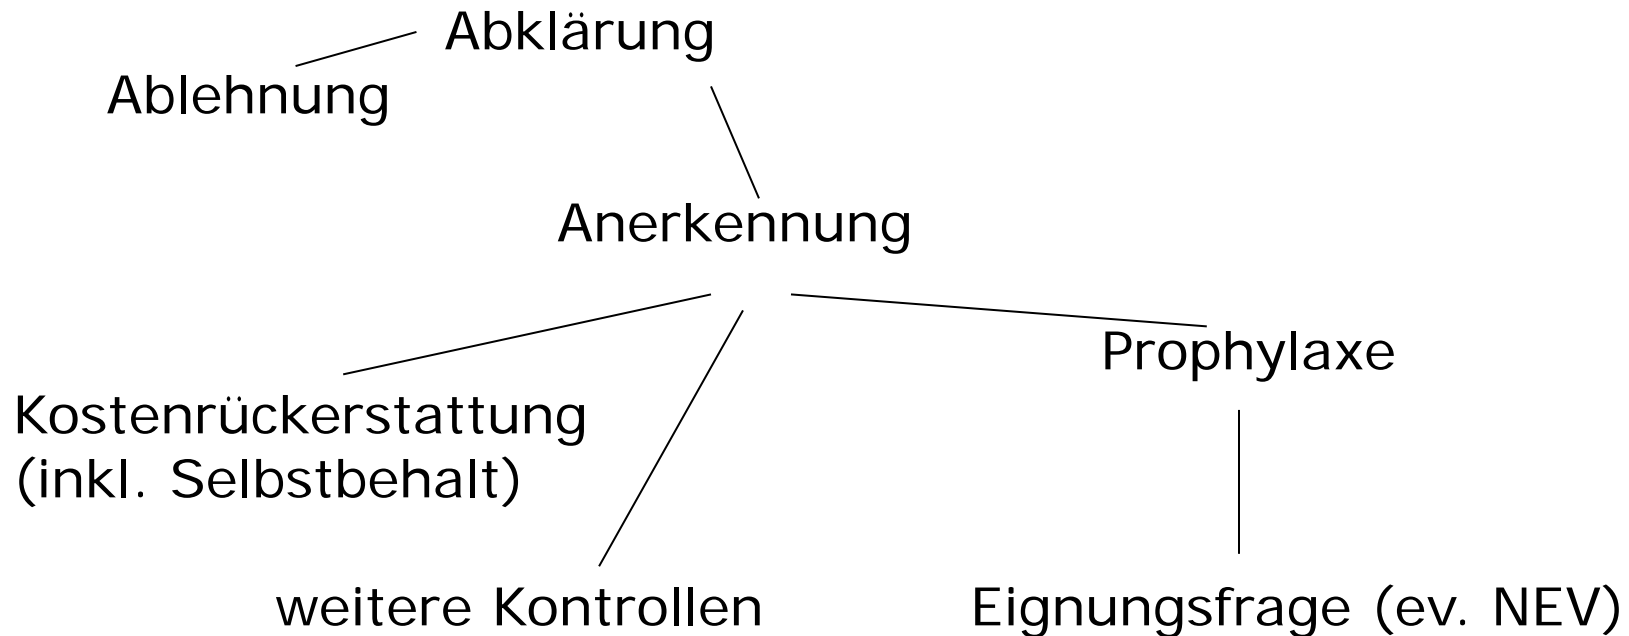 Abklärung
Ablehnung
Anerkennung
Prophylaxe
Kostenrückerstattung
(inkl. Selbstbehalt)
weitere Kontrollen
Eignungsfrage (ev. NEV)